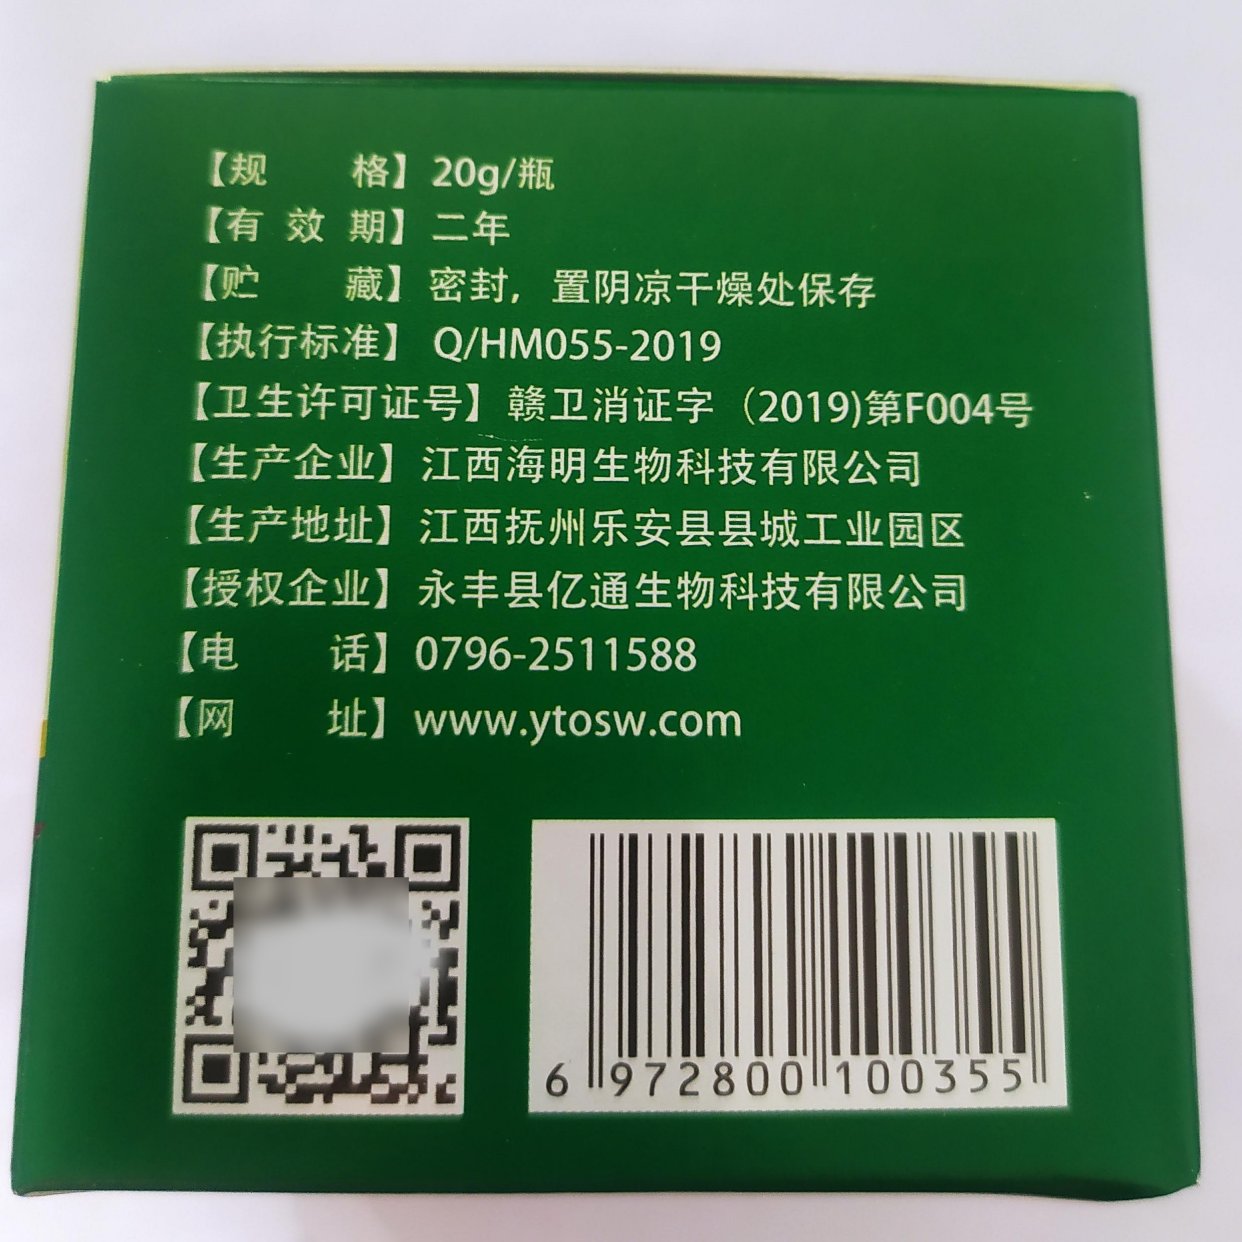 【规　　格】20g/瓶
【有效期】二年
【贮　　藏】密封，置阴凉干燥处保存
【执行标准】Q/HM055-2019
【卫生许可证号】赣卫消证字（2019)第F004号
【生产企业】江西海明生物科技有限公司
【生产地址】江西抚州乐安县县城工业园区
【授权企业】永丰县亿通生物科技有限公司
【电　　话】0796-2511588
【网　　址】www.ytosw.com
6 972800 100355